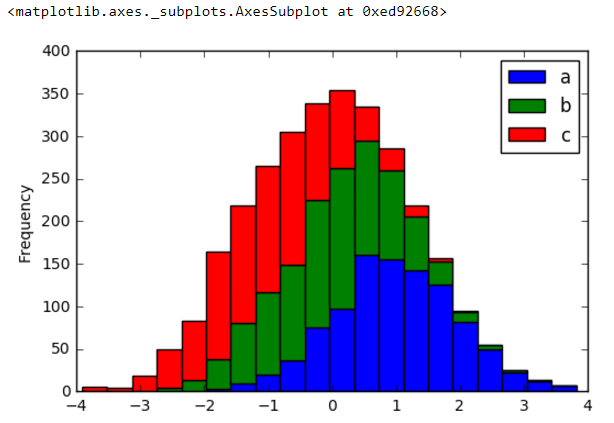 <matplotlib.axes._subplots.AxesSubplot at 0xed92668>
400
350
300
250
200
150
100
50
0
Frequency
a
b
c
−4 −3 −2 −1 0 1 2 3 4